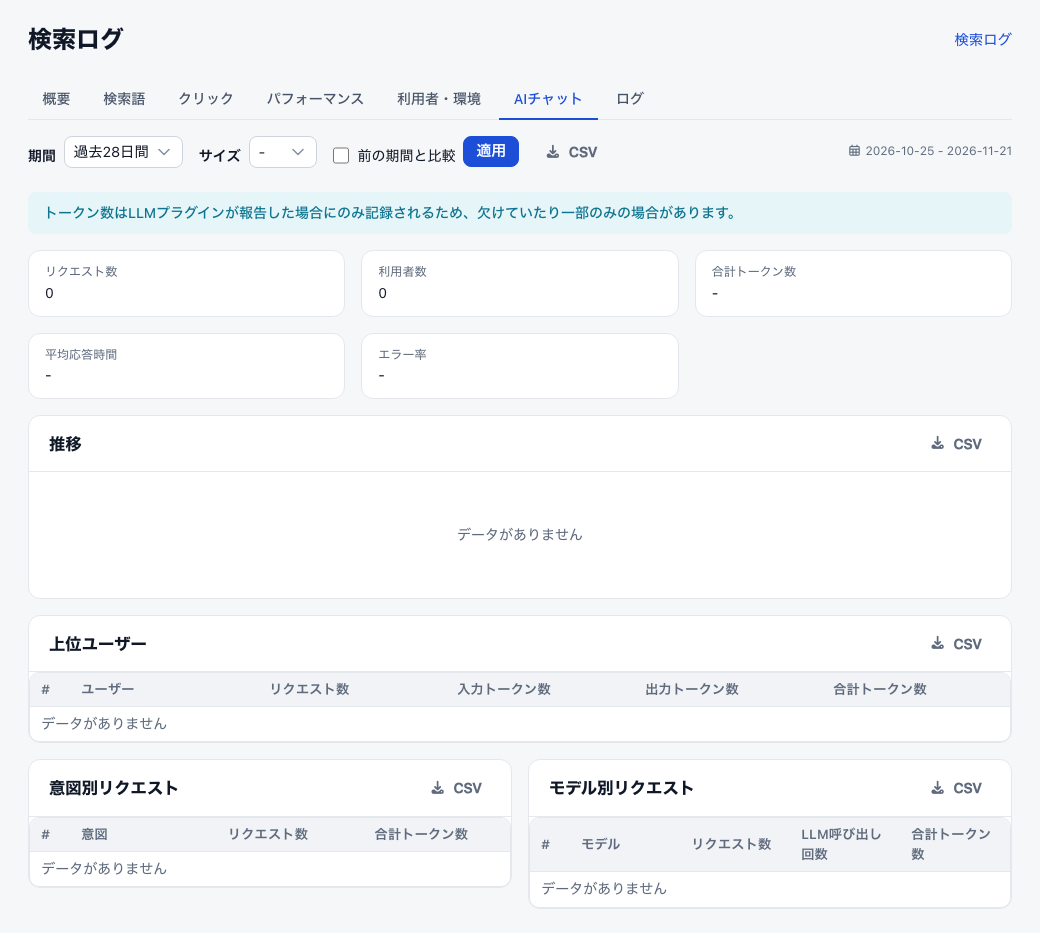 検索ログ
検索ログ
概要 検索語 クリック パフォーマンス 利用者・環境 AIチャット ログ
期間 過去28日間 サイズ - 前の期間と比較 適用 CSV 2026-10-25 - 2026-11-21
トークン数はLLMプラグインが報告した場合にのみ記録されるため、欠けていたり一部のみの場合があります。
リクエスト数 利用者数 合計トークン数
0 0 -
平均応答時間 エラー率
- -
推移 CSV
データがありません
上位ユーザー CSV
# ユーザー リクエスト数 入力トークン数 出力トークン数 合計トークン数
データがありません
意図別リクエスト CSV
# 意図 リクエスト数 合計トークン数
データがありません
モデル別リクエスト CSV
# モデル リクエスト数 LLM呼び出し回数 合計トークン数
データがありません